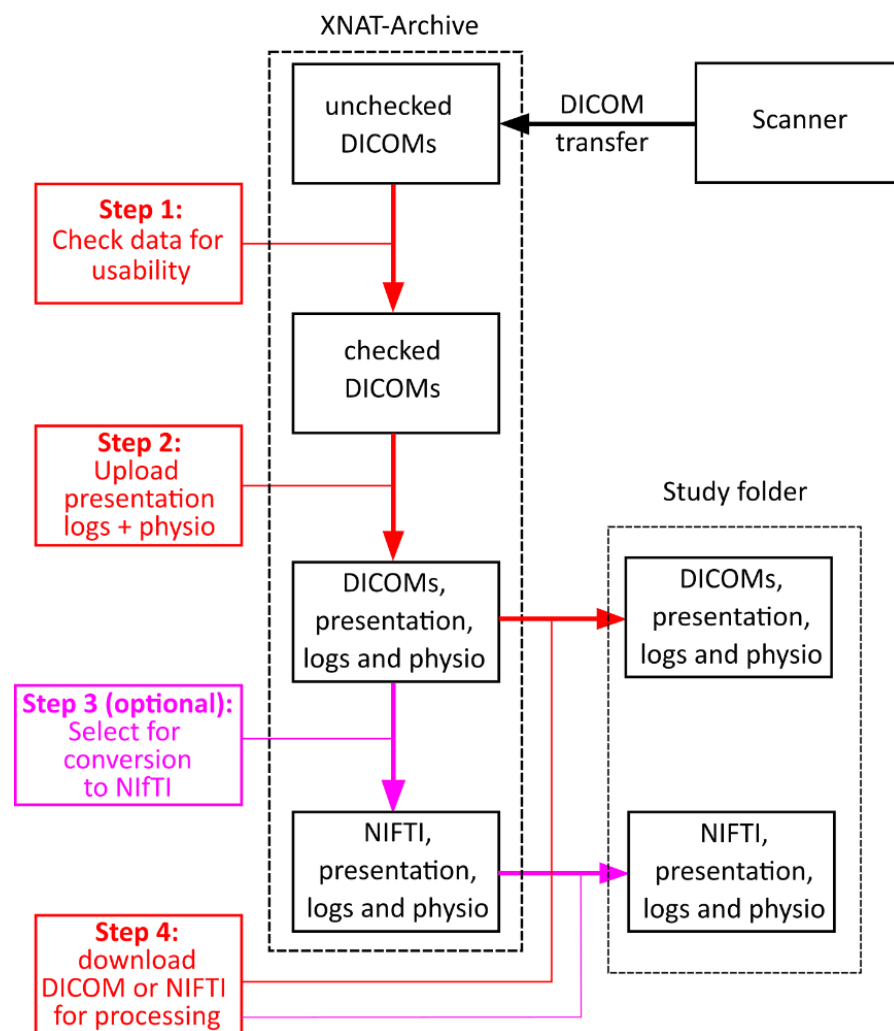 XNAT-Archive
unchecked
DICOMs
DICOM
transfer
Scanner
Step 1:
Check data for
usability
checked
DICOMs
Step 2:
Upload
presentation
logs + physio
Study folder
DICOMs,
presentation,
logs and physio
DICOMs,
presentation,
logs and physio
Step 3 (optional):
Select for
conversion
to NIfTI
NIFTI,
presentation,
logs and physio
NIFTI,
presentation,
logs and physio
Step 4:
download
DICOM or NIFTI
for processing